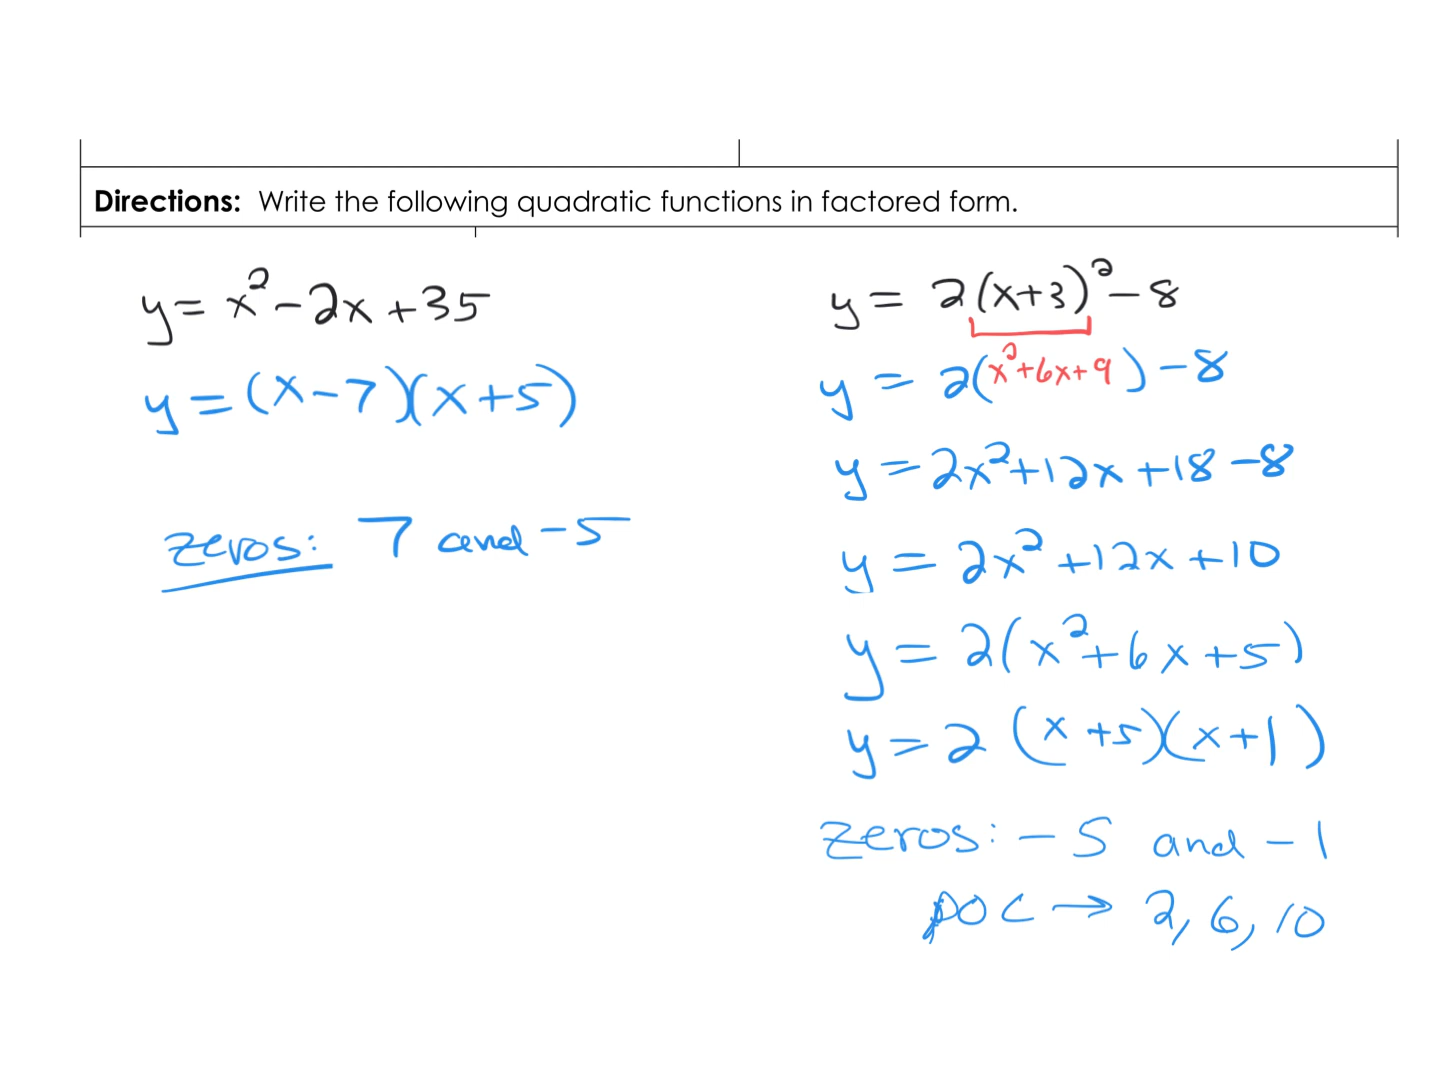 Directions: Write the following quadratic functions in factored form.
y = x² - 2x + 35
y = (x - 7)(x + 5)
zeros: 7 and -5
y = 2(x+3)² - 8
y = 2(x² + 6x + 9) - 8
y = 2x² + 12x + 18 - 8
y = 2x² + 12x + 10
y = 2(x² + 6x + 5)
y = 2 (x + 5)(x + 1)
zeros: -5 and -1
POC → 2, 6, 10